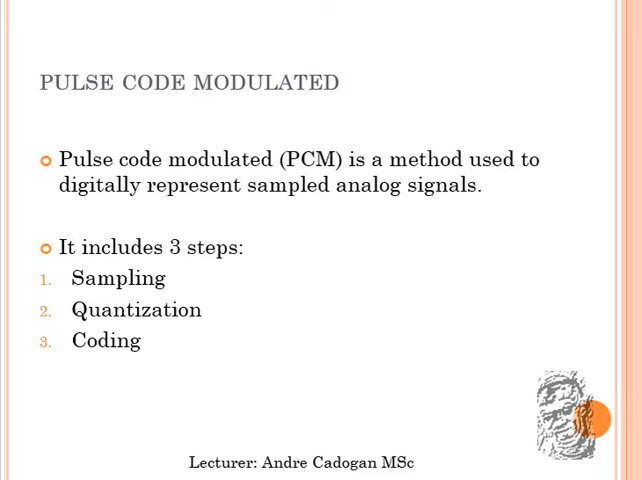 PULSE CODE MODULATED
Pulse code modulated (PCM) is a method used to
digitally represent sampled analog signals.
It includes 3 steps:
1. Sampling
2. Quantization
3. Coding
Lecturer: Andre Cadogan MSc